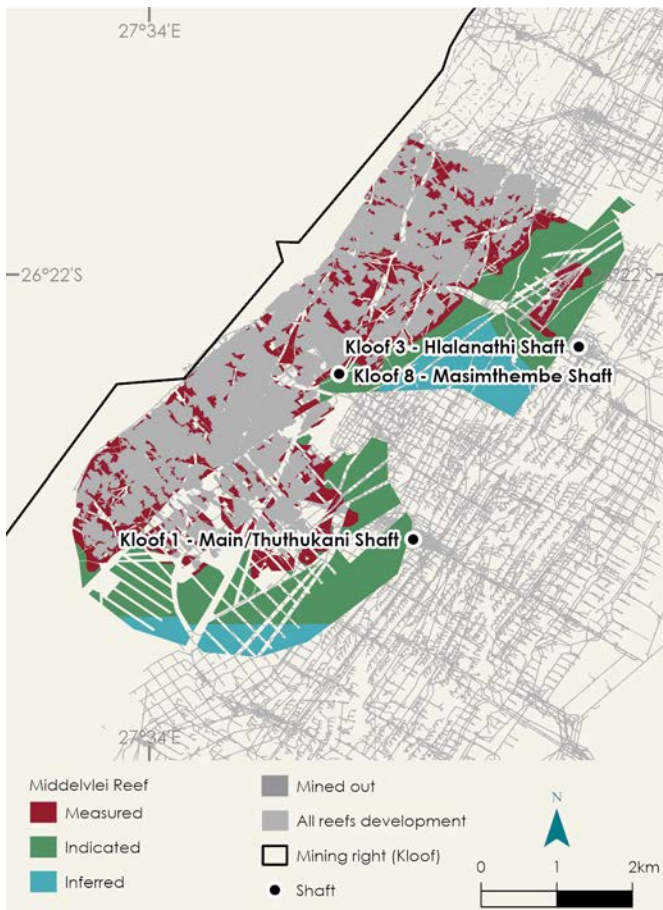 27°34'E
26°22'S
22°S
Kloof 3 - Hlalanathi Shaft
Kloof 8 - Masimthembe Shaft
Kloof 1 - Main/Thuthukani Shaft
27°34'E
Middelvlei Reef
Measured
Indicated
Inferred
Mined out
All reefs development
Mining right (Kloof)
Shaft
N
0 1 2km